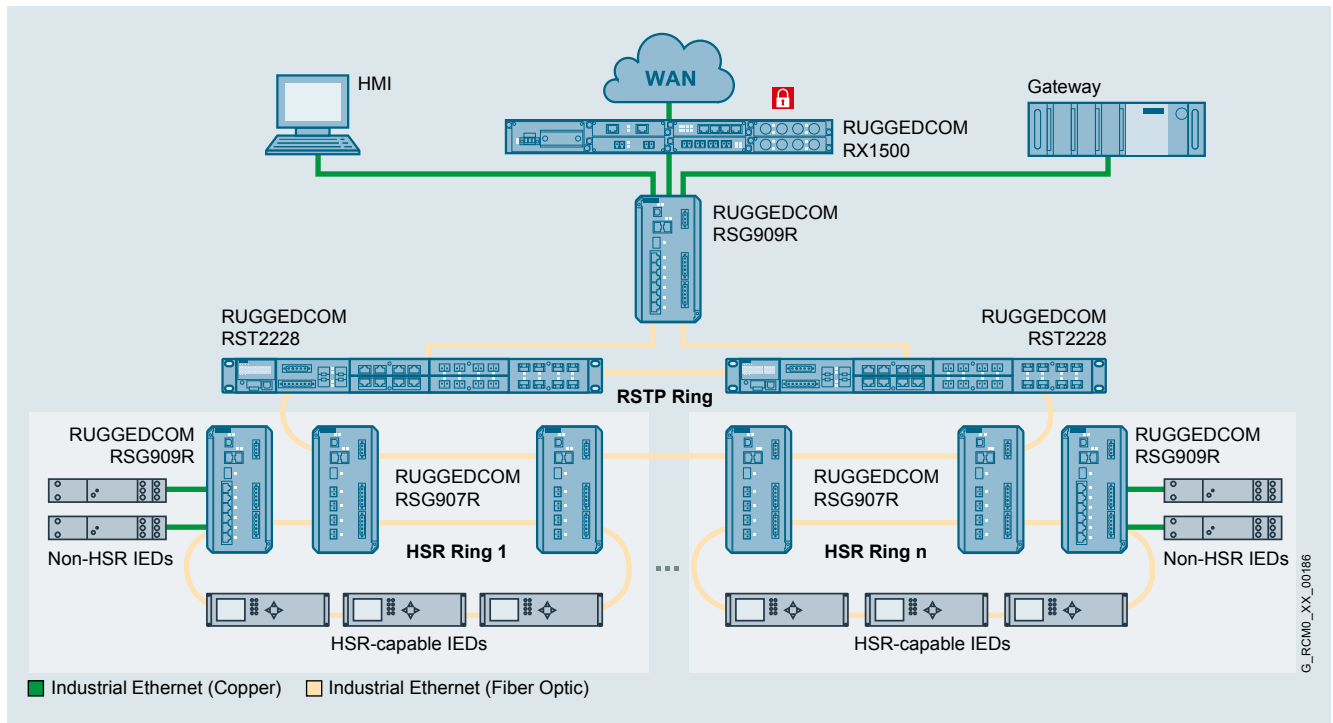 HMI
WAN
Gateway
RUGGEDCOM
RX1500
RUGGEDCOM
RSG909R
RUGGEDCOM
RST2228
RUGGEDCOM
RST2228
RSTP Ring
RUGGEDCOM
RSG909R
RUGGEDCOM
RSG907R
RUGGEDCOM
RSG907R
RUGGEDCOM
RSG909R
Non-HSR IEDs
HSR Ring 1
HSR Ring n
Non-HSR IEDs
...
HSR-capable IEDs
HSR-capable IEDs
G_RCM0_XX_00186
Industrial Ethernet (Copper)
Industrial Ethernet (Fiber Optic)